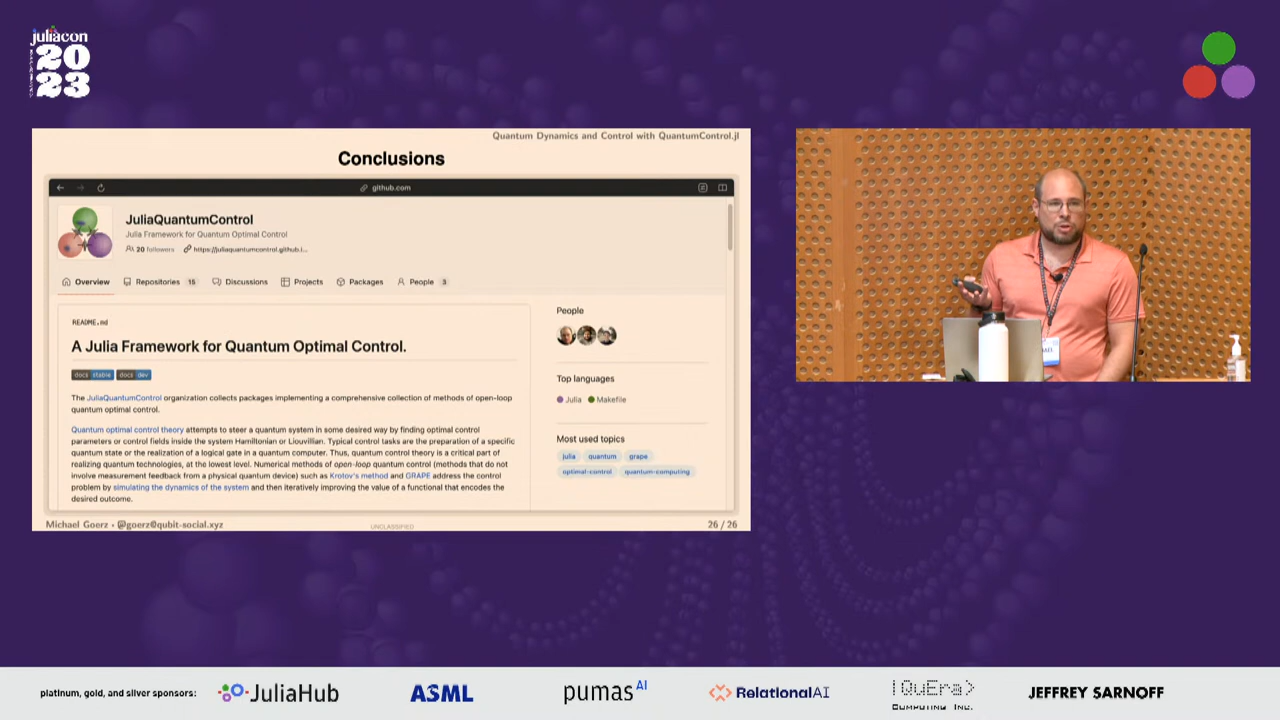 juliacon
20
23
Quantum Dynamics and Control with QuantumControl.jl
Conclusions
github.com
JuliaQuantumControl
Julia Framework for Quantum Optimal Control
20 followers https://juliaquantumcontrol.github.i...
Overview Repositories 15 Discussions Projects Packages People 3
README.md
A Julia Framework for Quantum Optimal Control.
docs stable docs dev
The JuliaQuantumControl organization collects packages implementing a comprehensive collection of methods of open-loop
quantum optimal control.
Quantum optimal control theory attempts to steer a quantum system in some desired way by finding optimal control
parameters or control fields inside the system Hamiltonian or Liouvillian. Typical control tasks are the preparation of a specific
quantum state or the realization of a logical gate in a quantum computer. Thus, quantum control theory is a critical part of
realizing quantum technologies, at the lowest level. Numerical methods of open-loop quantum control (methods that do not
involve measurement feedback from a physical quantum device) such as Krotov's method and GRAPE address the control
problem by simulating the dynamics of the system and then iteratively improving the value of a functional that encodes the
desired outcome.
People
Top languages
Julia Makefile
Most used topics
julia quantum grape
optimal-control quantum-computing
Michael Goerz • @goerz@qubit-social.xyz
UNCLASSIFIED
26 / 26
platinum, gold, and silver sponsors:
JuliaHub
ASML
pumas AI
RelationalAI
|QuEra>
COMPUTING INC.
JEFFREY SARNOFF